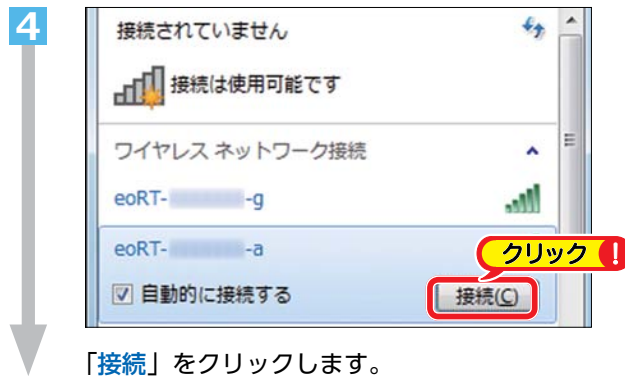 4
接続されていません
接続は使用可能です
ワイヤレス ネットワーク接続
eoRT- -g
eoRT- -a
クリック !
自動的に接続する 接続(C)
「接続」をクリックします。